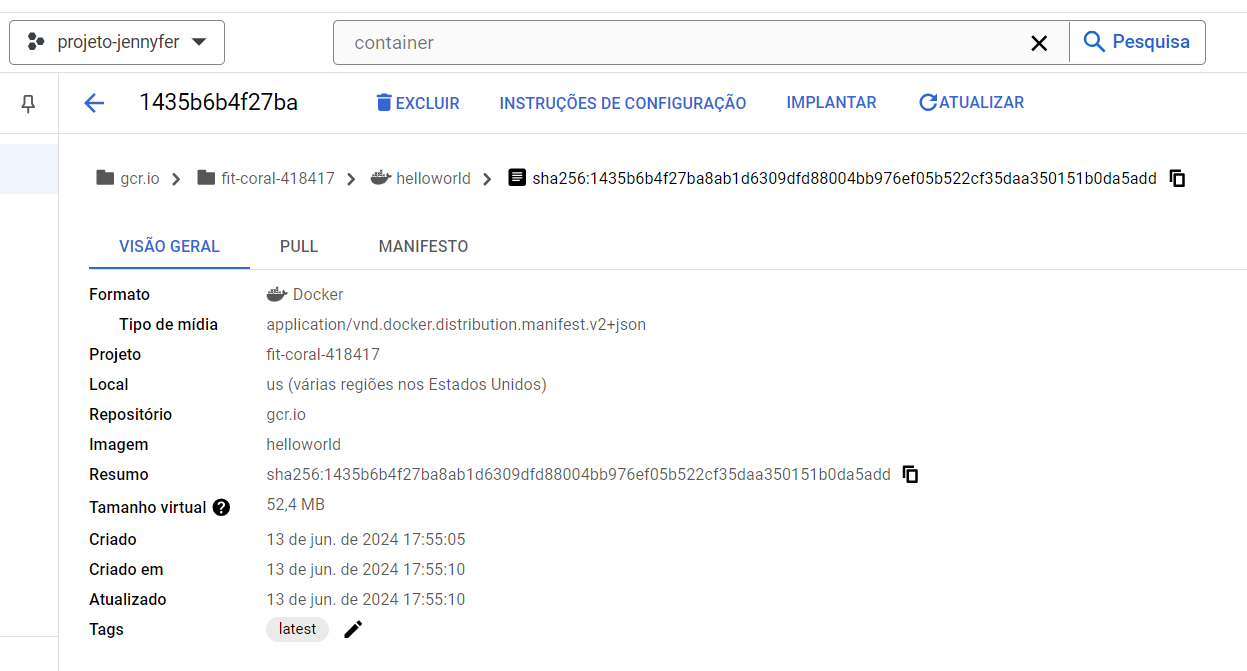 projeto-jennyfer
container
Pesquisa
1435b6b4f27ba
EXCLUIR
INSTRUÇÕES DE CONFIGURAÇÃO
IMPLANTAR
ATUALIZAR
gcr.io
fit-coral-418417
helloworld
sha256:1435b6b4f27ba8ab1d6309dfd88004bb976ef05b522cf35daa350151b0da5add
VISÃO GERAL
PULL
MANIFESTO
Formato Docker
Tipo de mídia application/vnd.docker.distribution.manifest.v2+json
Projeto fit-coral-418417
Local us (várias regiões nos Estados Unidos)
Repositório gcr.io
Imagem helloworld
Resumo sha256:1435b6b4f27ba8ab1d6309dfd88004bb976ef05b522cf35daa350151b0da5add
Tamanho virtual ? 52,4 MB
Criado 13 de jun. de 2024 17:55:05
Criado em 13 de jun. de 2024 17:55:10
Atualizado 13 de jun. de 2024 17:55:10
Tags latest